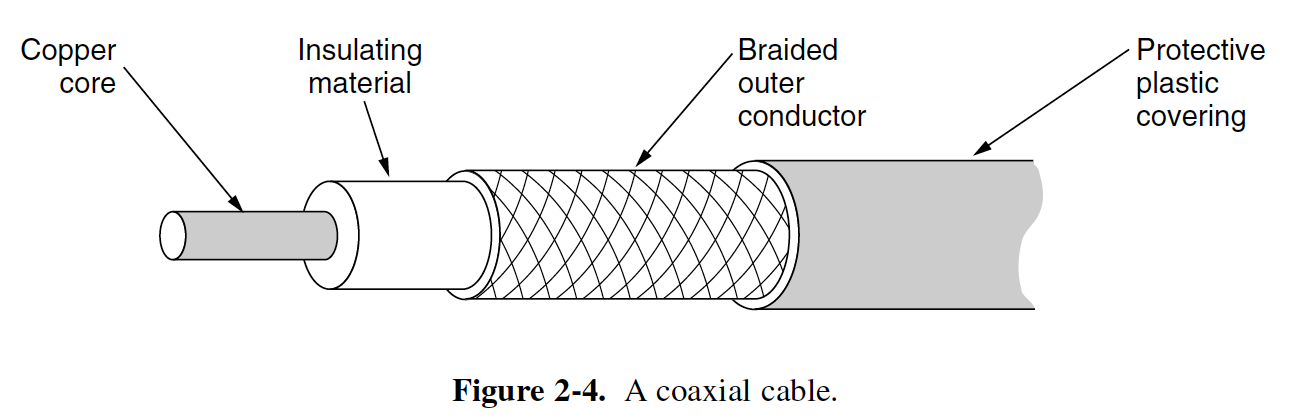 Copper
core
Insulating
material
Braided
outer
conductor
Protective
plastic
covering
Figure 2-4. A coaxial cable.